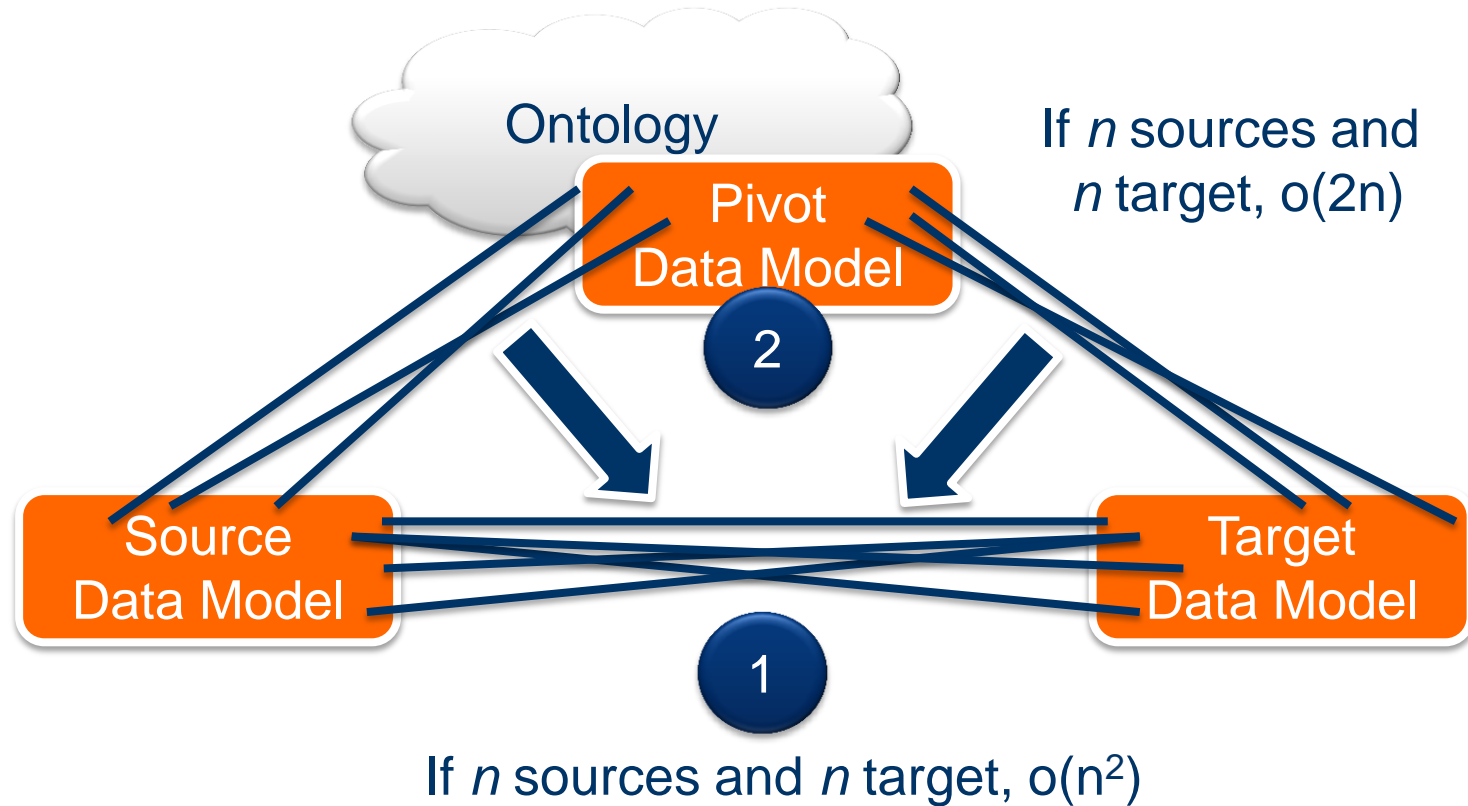 Ontology
If n sources and
n target, o(2n)
Pivot
Data Model
2
Source
Data Model
Target
Data Model
1
If n sources and n target, o(n²)